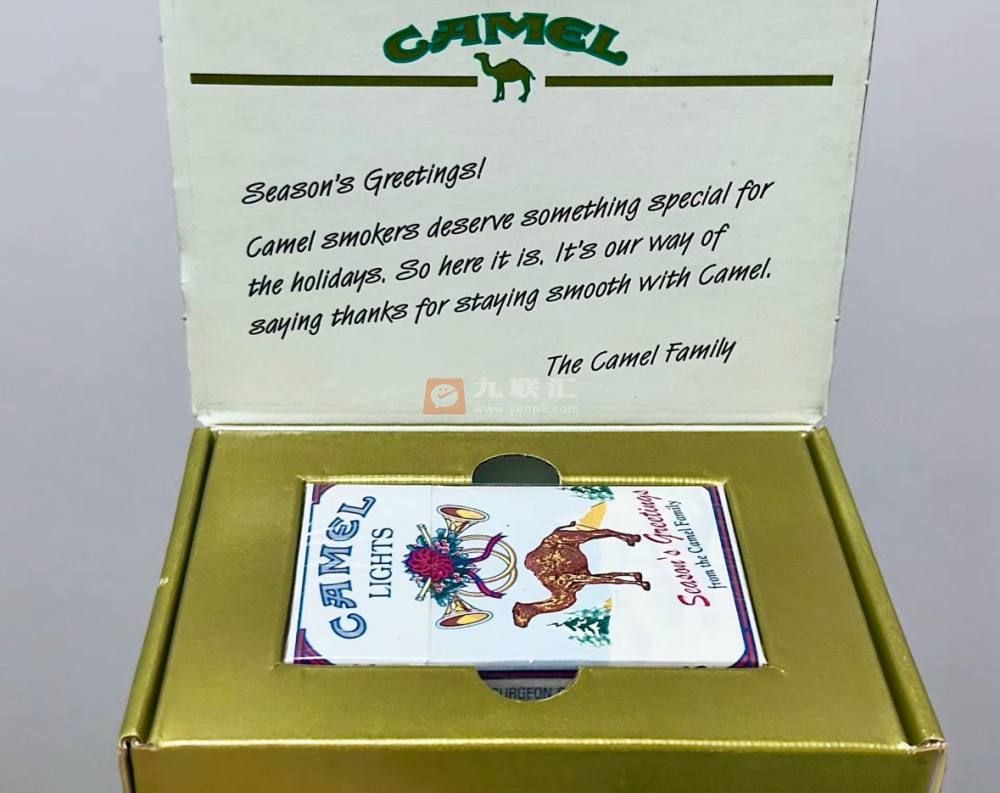 CAMEL
Season's Greetings!
Camel smokers deserve something special for
the holidays. So here it is. It's our way of
saying thanks for staying smooth with Camel.
The Camel Family
九联汇
www.yanpk.com
CAMEL
LIGHTS
Season's Greetings
from the Camel Family
SURGEON